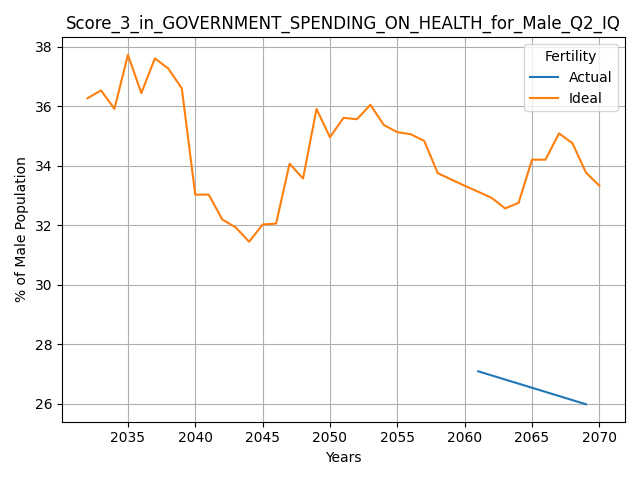 Score_3_in_GOVERNMENT_SPENDING_ON_HEALTH_for_Male_Q2_IQ
Fertility
Actual
Ideal
% of Male Population
38
36
34
32
30
28
26
2035 2040 2045 2050 2055 2060 2065 2070
Years